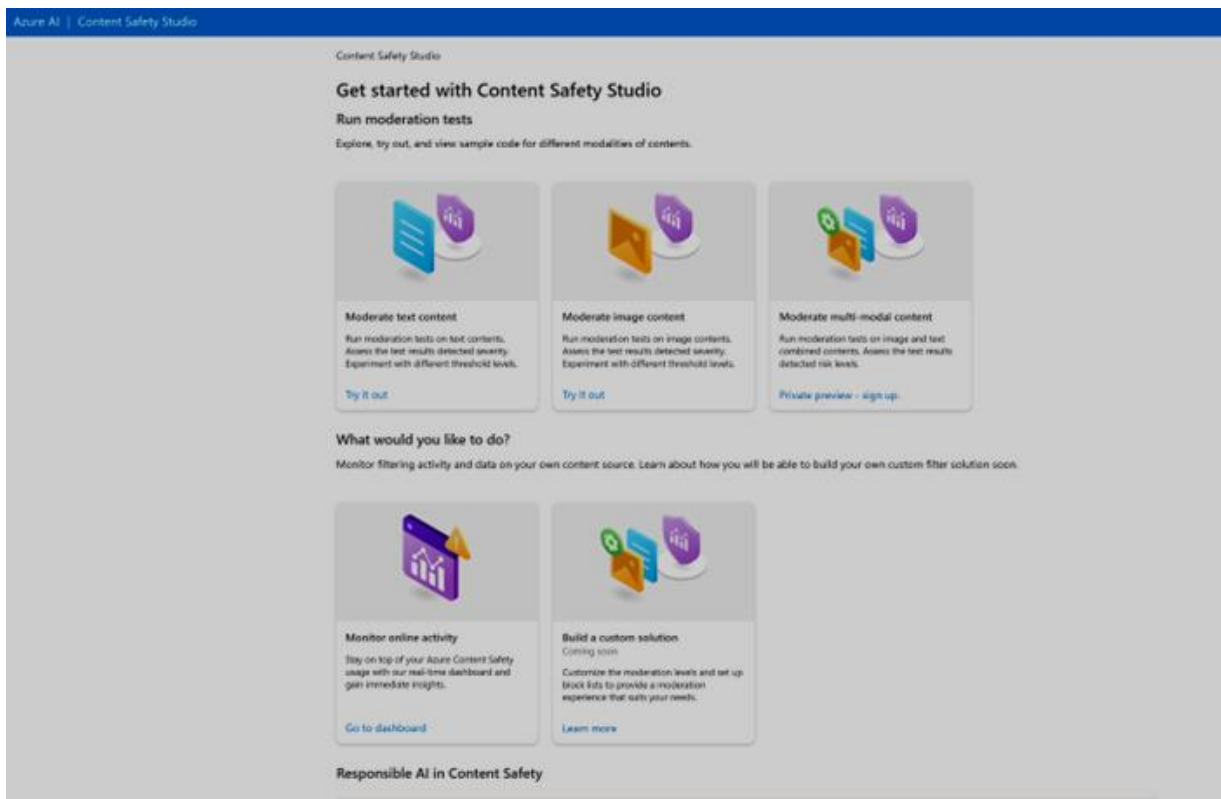 Azure AI | Content Safety Studio
Content Safety Studio
Get started with Content Safety Studio
Run moderation tests
Explore, try out, and view sample code for different modalities of contents.
Moderate text content
Run moderation tests on text contents.
Assess the test results detected severity.
Experiment with different threshold levels.
Try it out
Moderate image content
Run moderation tests on image contents.
Assess the test results detected severity.
Experiment with different threshold levels.
Try it out
Moderate multi-modal content
Run moderation tests on image and text
combined contents. Assess the test results
detected risk levels.
Private preview - sign up.
What would you like to do?
Monitor filtering activity and data on your own content source. Learn about how you will be able to build your own custom filter solution soon.
Monitor online activity
Stay on top of your Azure Content Safety
usage with our real-time dashboard and
gain immediate insights.
Go to dashboard
Build a custom solution
Coming soon
Customize the moderation levels and set up
block lists to provide a moderation
experience that suits your needs.
Learn more
Responsible AI in Content Safety